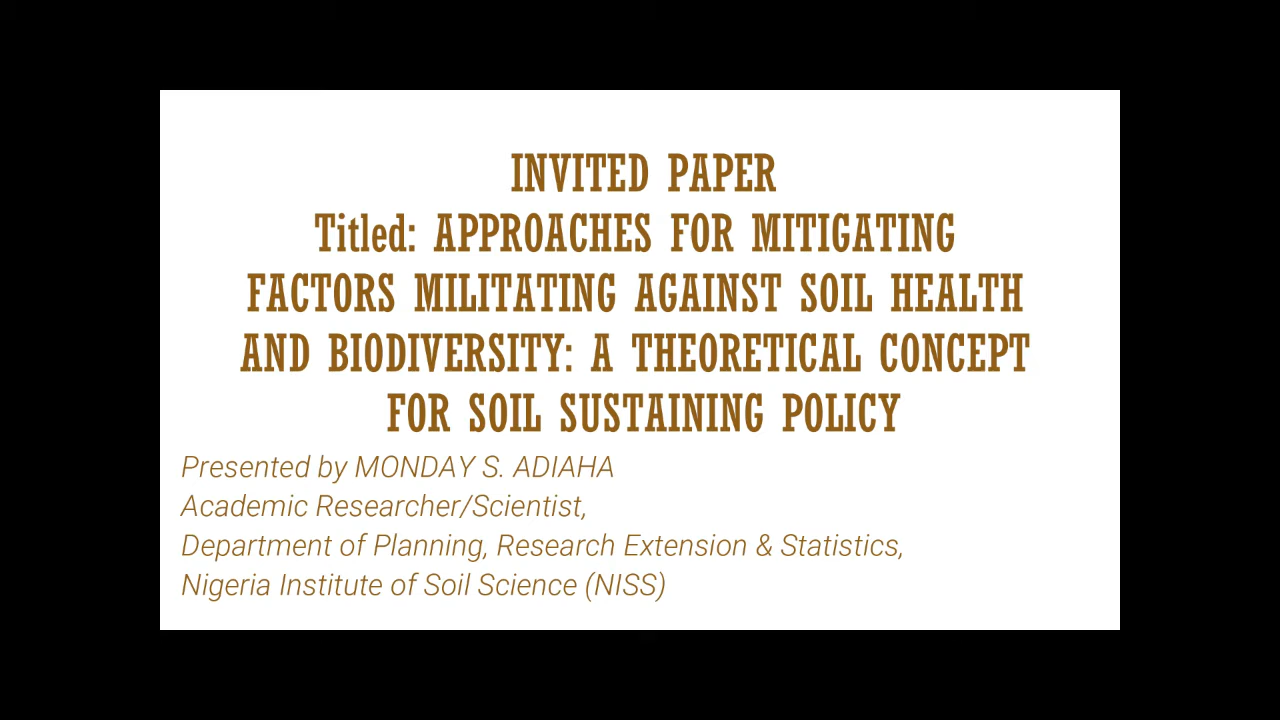 INVITED PAPER
Titled: APPROACHES FOR MITIGATING
FACTORS MILITATING AGAINST SOIL HEALTH
AND BIODIVERSITY: A THEORETICAL CONCEPT
FOR SOIL SUSTAINING POLICY
Presented by MONDAY S. ADIAHA
Academic Researcher/Scientist,
Department of Planning, Research Extension & Statistics,
Nigeria Institute of Soil Science (NISS)